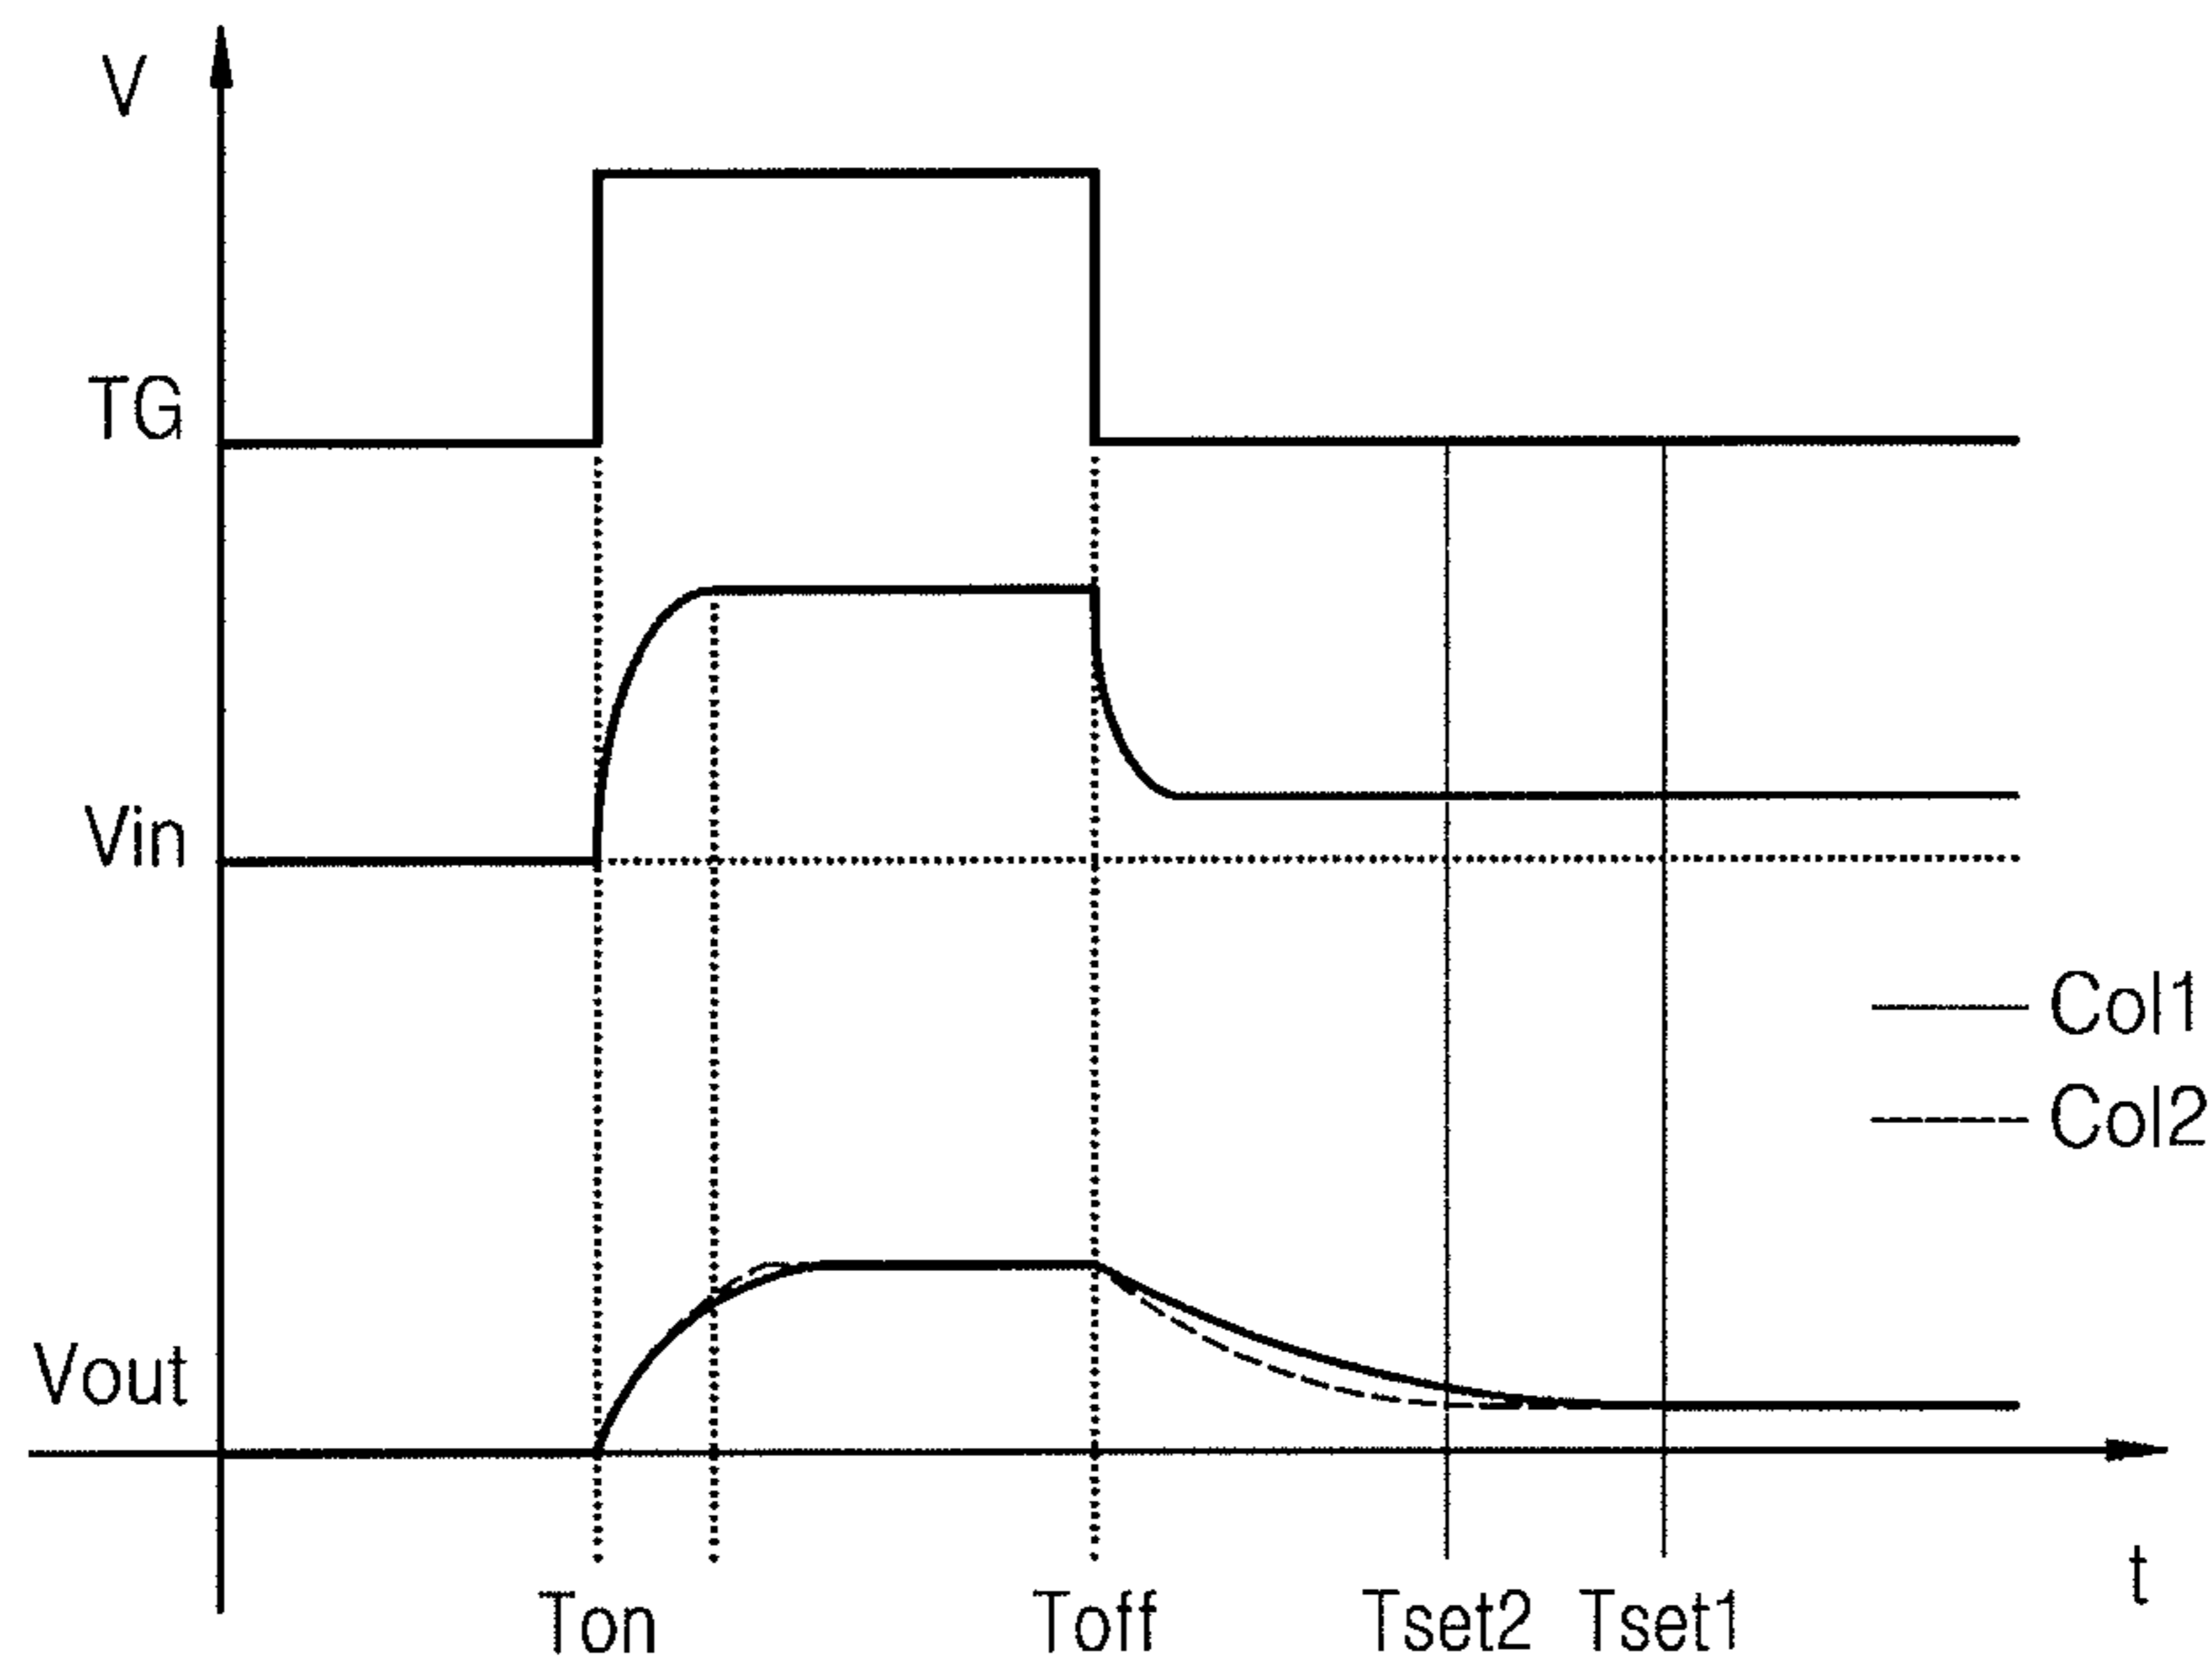 V
TG
Vin
Col1
Col2
Vout
t
Ton Toff Tset2 Tset1